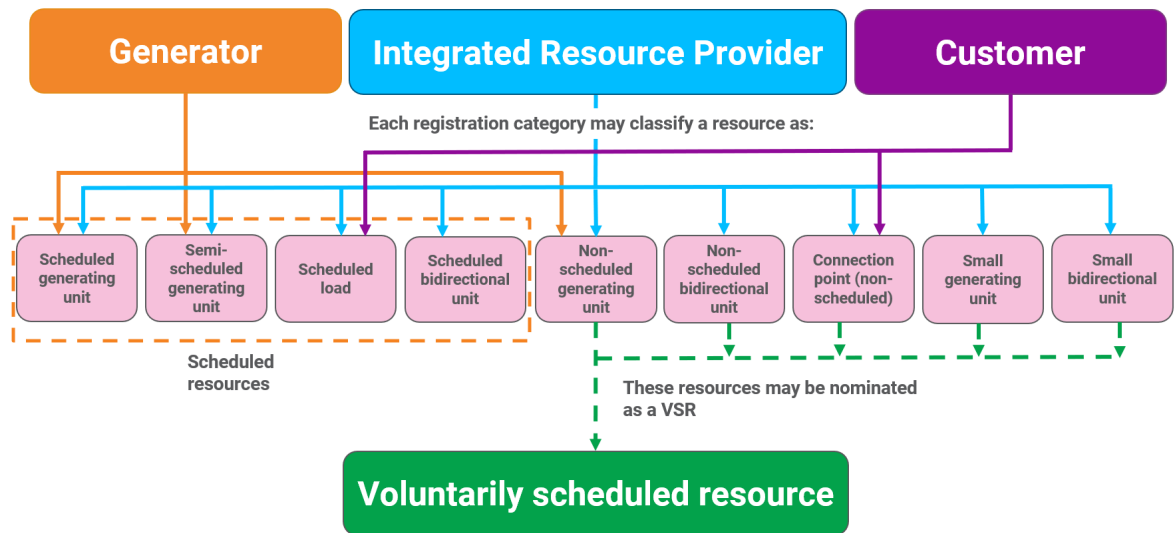 Generator
Integrated Resource Provider
Customer
Each registration category may classify a resource as:
Scheduled
generating
unit
Semi-
scheduled
generating
unit
Scheduled
load
Scheduled
bidirectional
unit
Non-
scheduled
generating
unit
Non-
scheduled
bidirectional
unit
Connection
point (non-
scheduled)
Small
generating
unit
Small
bidirectional
unit
Scheduled
resources
These resources may be nominated
as a VSR
Voluntarily scheduled resource